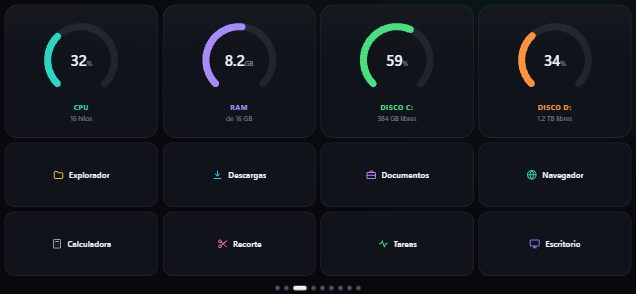 32%
8.2GB
59%
34%
CPU
RAM
DISCO C:
DISCO D:
16 hilos
de 16 GB
384 GB libres
1.2 TB libres
Explorador
Descargas
Documentos
Navegador
Calculadora
Recorte
Tareas
Escritorio